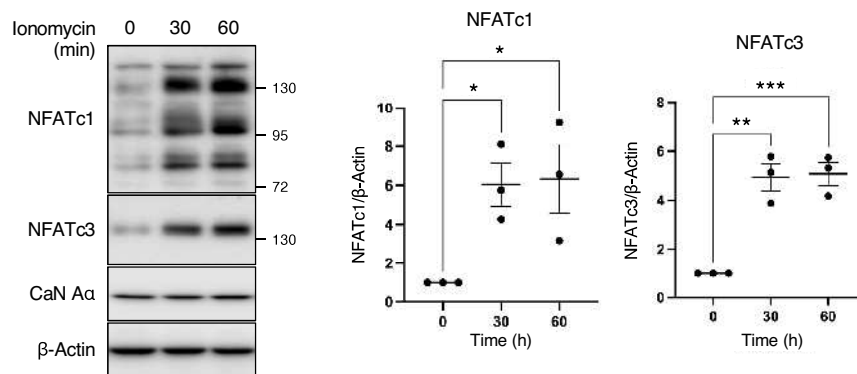 Ionomycin (min) 0 30 60
NFATc1
130
95
72
NFATc3
130
CaN Aα
β-Actin
NFATc1
*
*
NFATc1/β-Actin
10
8
6
4
2
0
0 30 60
Time (h)
NFATc3
***
**
NFATc3/β-Actin
8
6
4
2
0
0 30 60
Time (h)